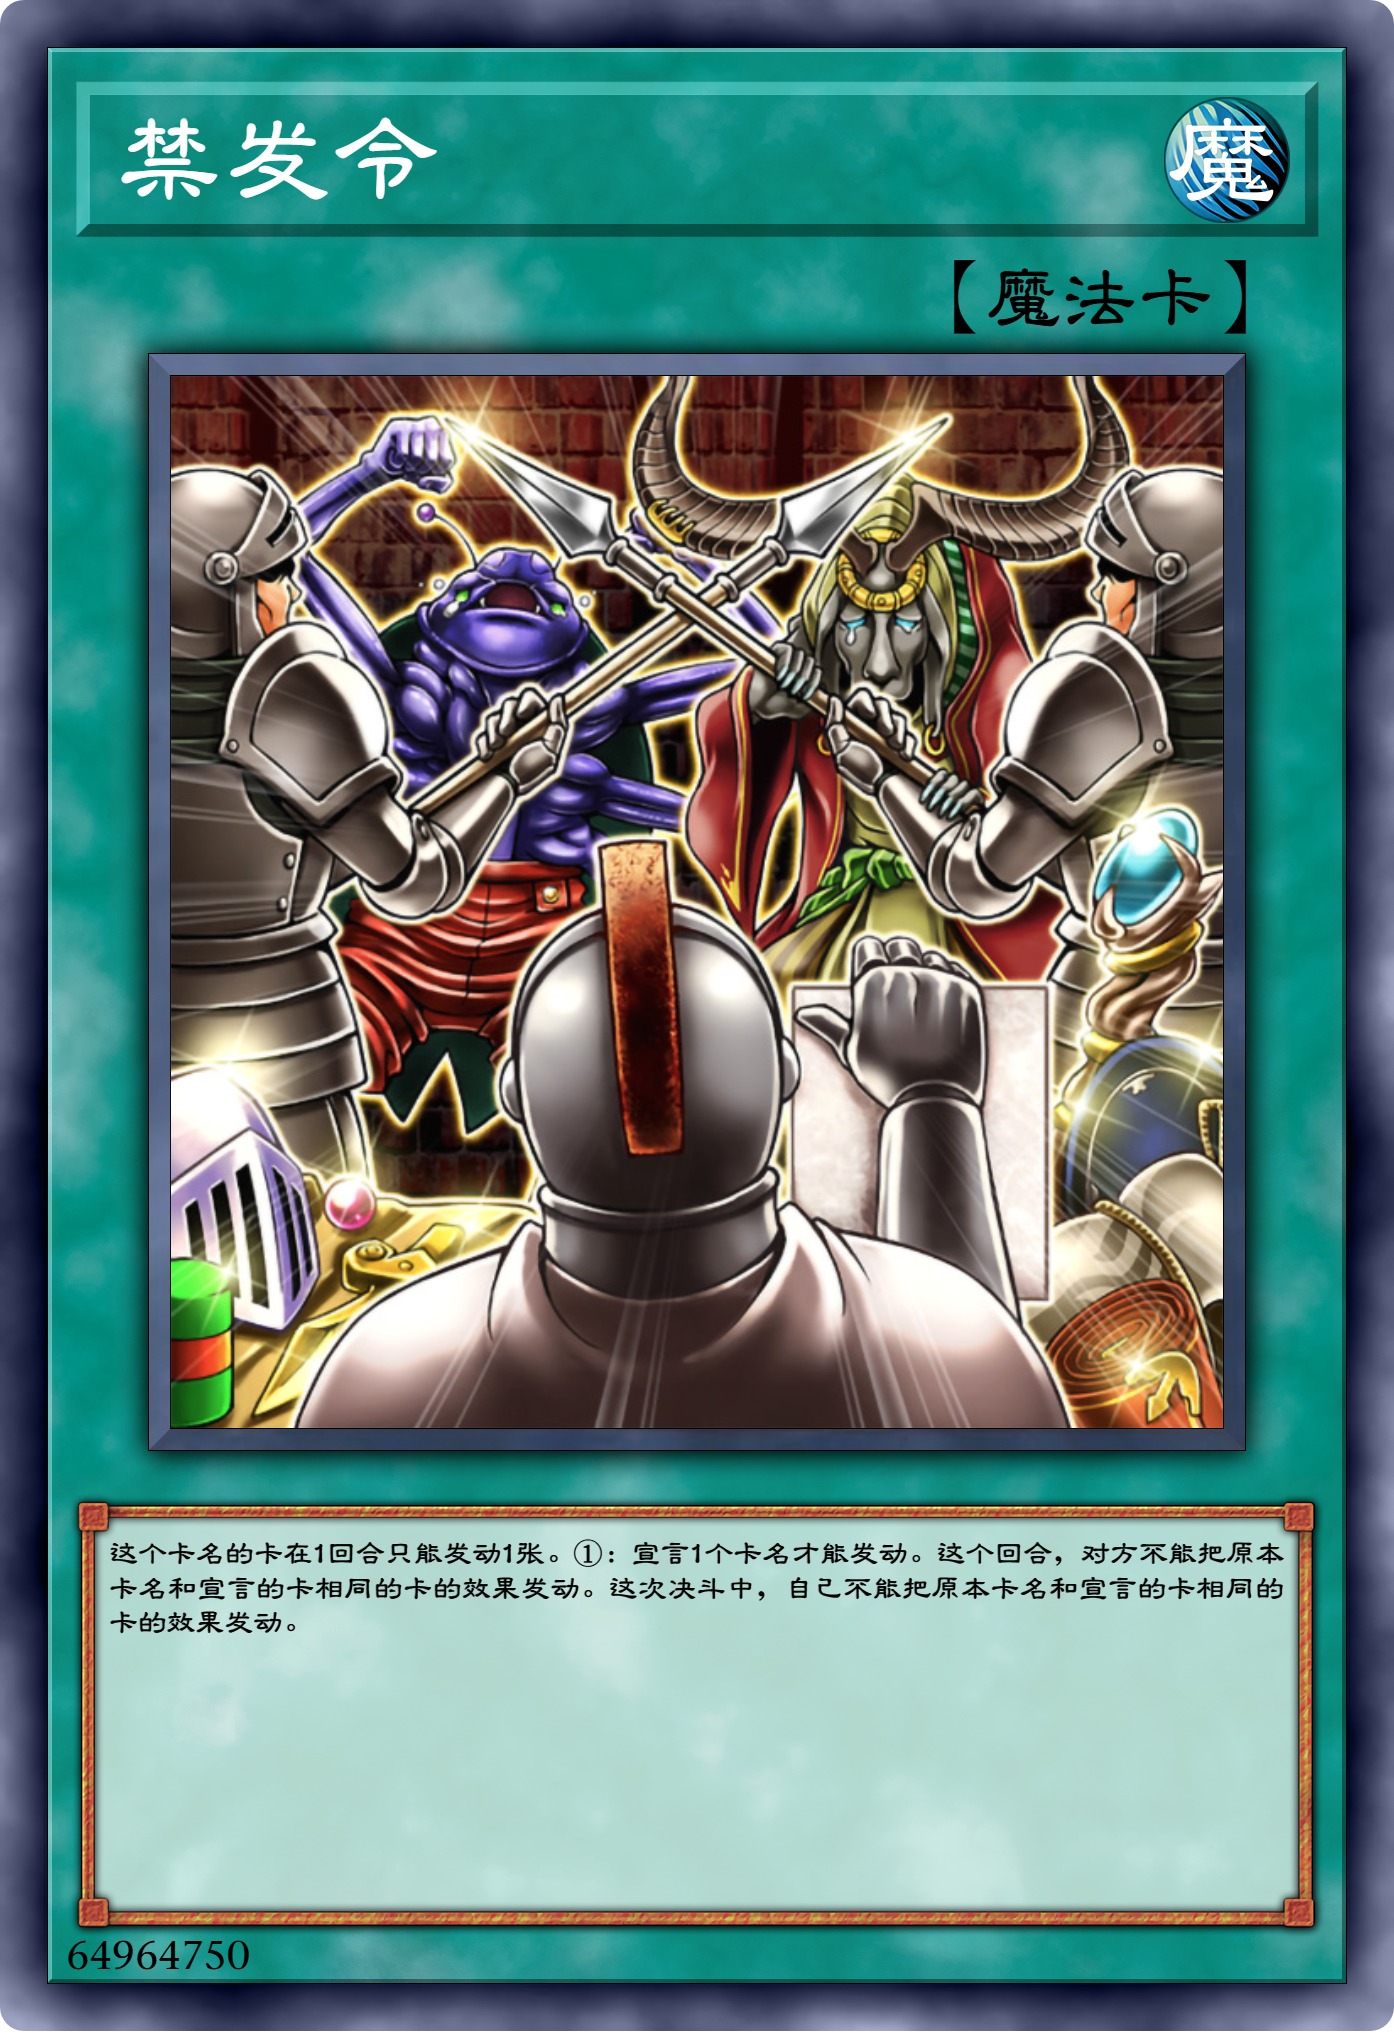 禁发令
魔
【魔法卡】
这个卡名的卡在1回合只能发动1张。①：宣言1个卡名才能发动。这个回合，对方不能把原本
卡名和宣言的卡相同的卡的效果发动。这次决斗中，自己不能把原本卡名和宣言的卡相同的
卡的效果发动。
64964750